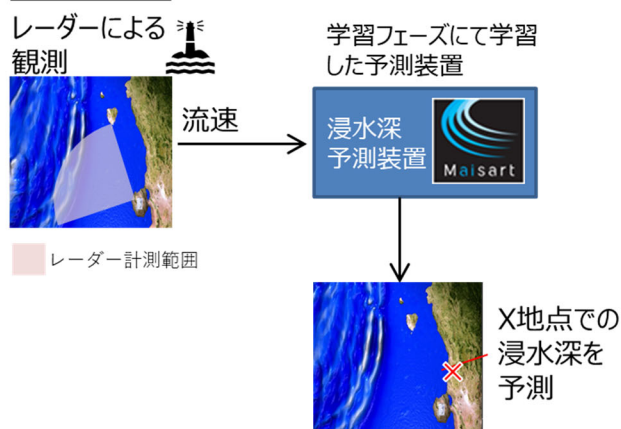 レーダーによる
観測
流速
レーダー計測範囲
学習フェーズにて学習
した予測装置
浸水深
予測装置
Maisart
X地点での
浸水深を
予測